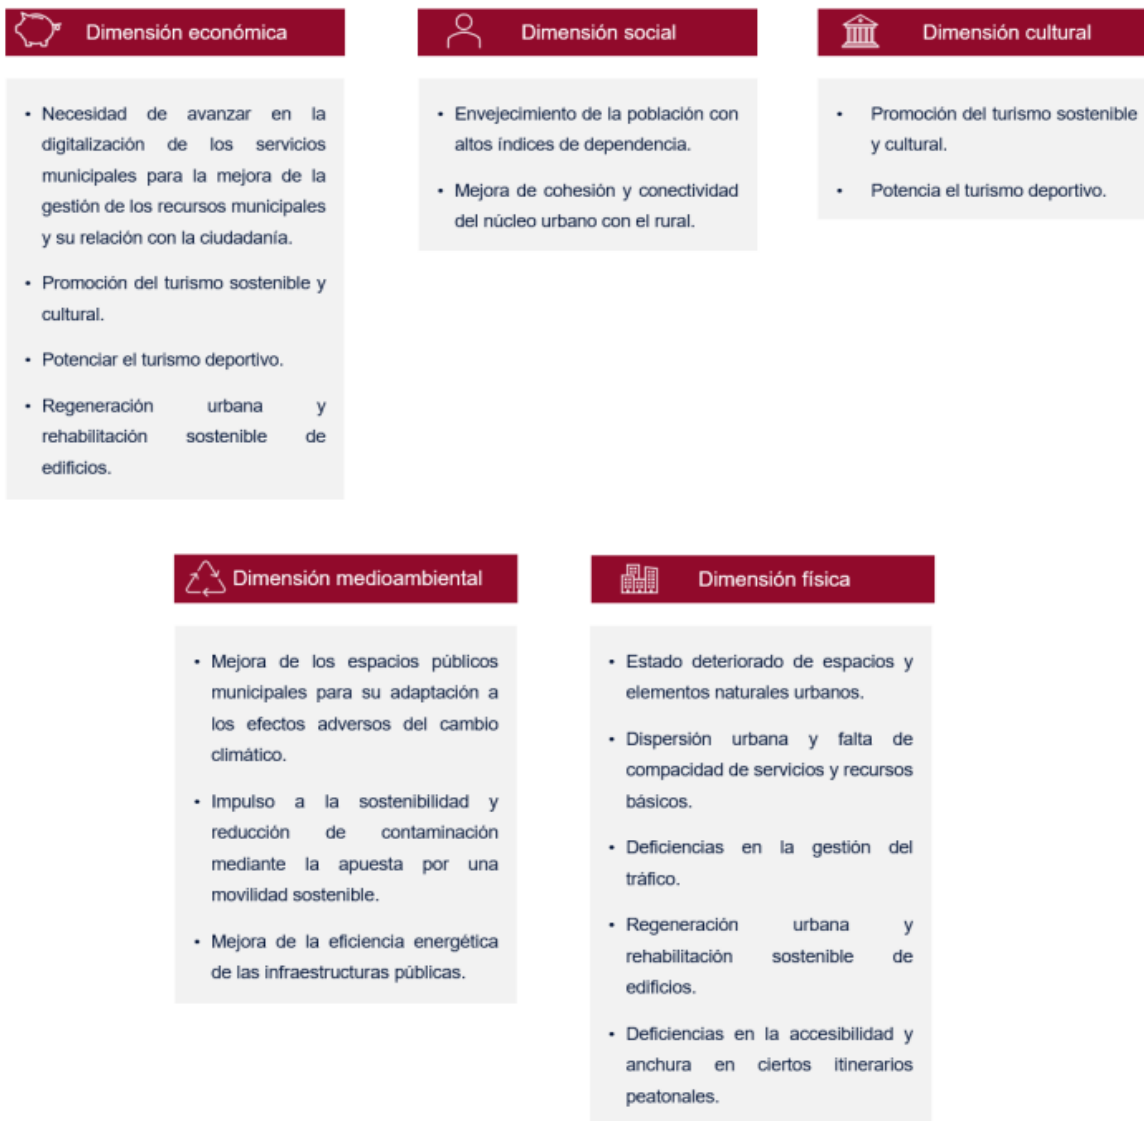 Dimensión económica
• Necesidad de avanzar en la
digitalización de los servicios
municipales para la mejora de la
gestión de los recursos municipales
y su relación con la ciudadanía.
• Promoción del turismo sostenible y
cultural.
• Potenciar el turismo deportivo.
• Regeneración urbana y
rehabilitación sostenible de
edificios.
Dimensión social
• Envejecimiento de la población con
altos índices de dependencia.
• Mejora de cohesión y conectividad
del núcleo urbano con el rural.
Dimensión cultural
• Promoción del turismo sostenible
y cultural.
• Potencia el turismo deportivo.
Dimensión medioambiental
• Mejora de los espacios públicos
municipales para su adaptación a
los efectos adversos del cambio
climático.
• Impulso a la sostenibilidad y
reducción de contaminación
mediante la apuesta por una
movilidad sostenible.
• Mejora de la eficiencia energética
de las infraestructuras públicas.
Dimensión física
• Estado deteriorado de espacios y
elementos naturales urbanos.
• Dispersión urbana y falta de
compacidad de servicios y recursos
básicos.
• Deficiencias en la gestión del
tráfico.
• Regeneración urbana y
rehabilitación sostenible de
edificios.
• Deficiencias en la accesibilidad y
anchura en ciertos itinerarios
peatonales.